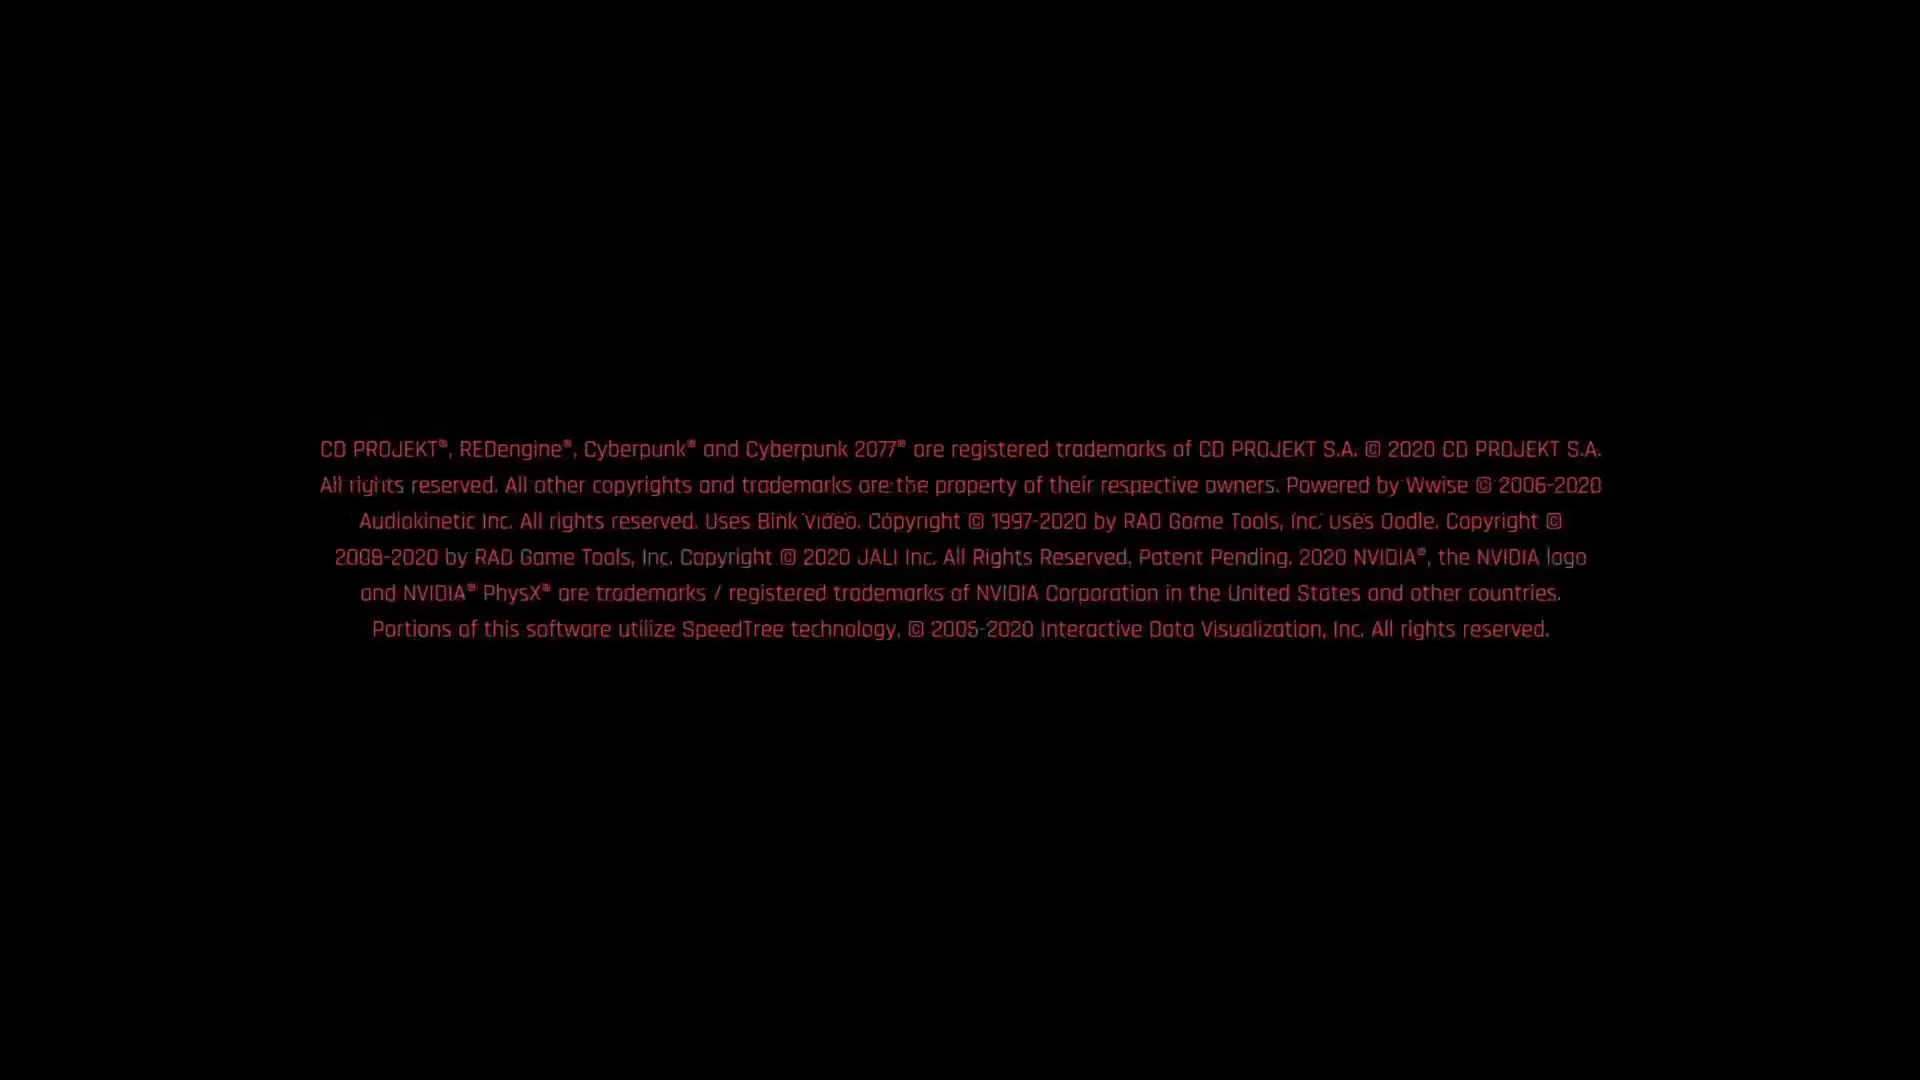 CD PROJEKT®, REDengine®, Cyberpunk® and Cyberpunk 2077® are registered trademarks of CD PROJEKT S.A. © 2020 CD PROJEKT S.A.
All rights reserved. All other copyrights and trademarks are the property of their respective owners. Powered by Wwise © 2006-2020
Audiokinetic Inc. All rights reserved. Uses Bink Video. Copyright © 1997-2020 by RAD Game Tools, Inc. Uses Oodle. Copyright ©
2008-2020 by RAD Game Tools, Inc. Copyright © 2020 JALI Inc. All Rights Reserved, Patent Pending. 2020 NVIDIA®, the NVIDIA logo
and NVIDIA® PhysX® are trademarks / registered trademarks of NVIDIA Corporation in the United States and other countries.
Portions of this software utilize SpeedTree technology, © 2005-2020 Interactive Data Visualization, Inc. All rights reserved.